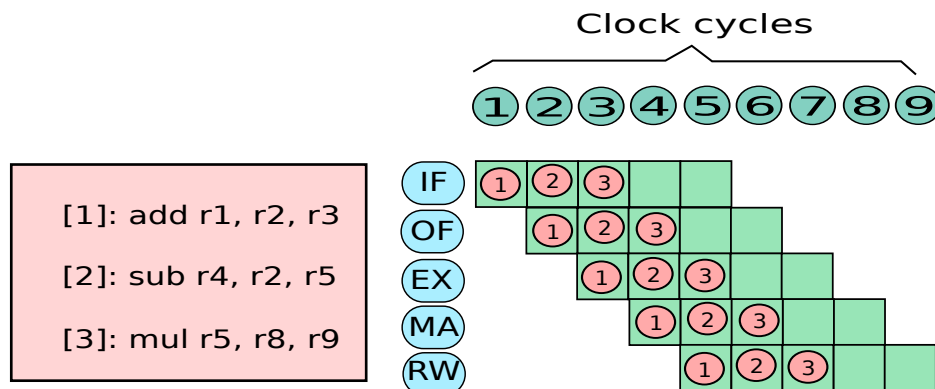 Clock cycles
1 2 3 4 5 6 7 8 9
[1]: add r1, r2, r3
[2]: sub r4, r2, r5
[3]: mul r5, r8, r9
IF 1 2 3
OF 1 2 3
EX 1 2 3
MA 1 2 3
RW 1 2 3